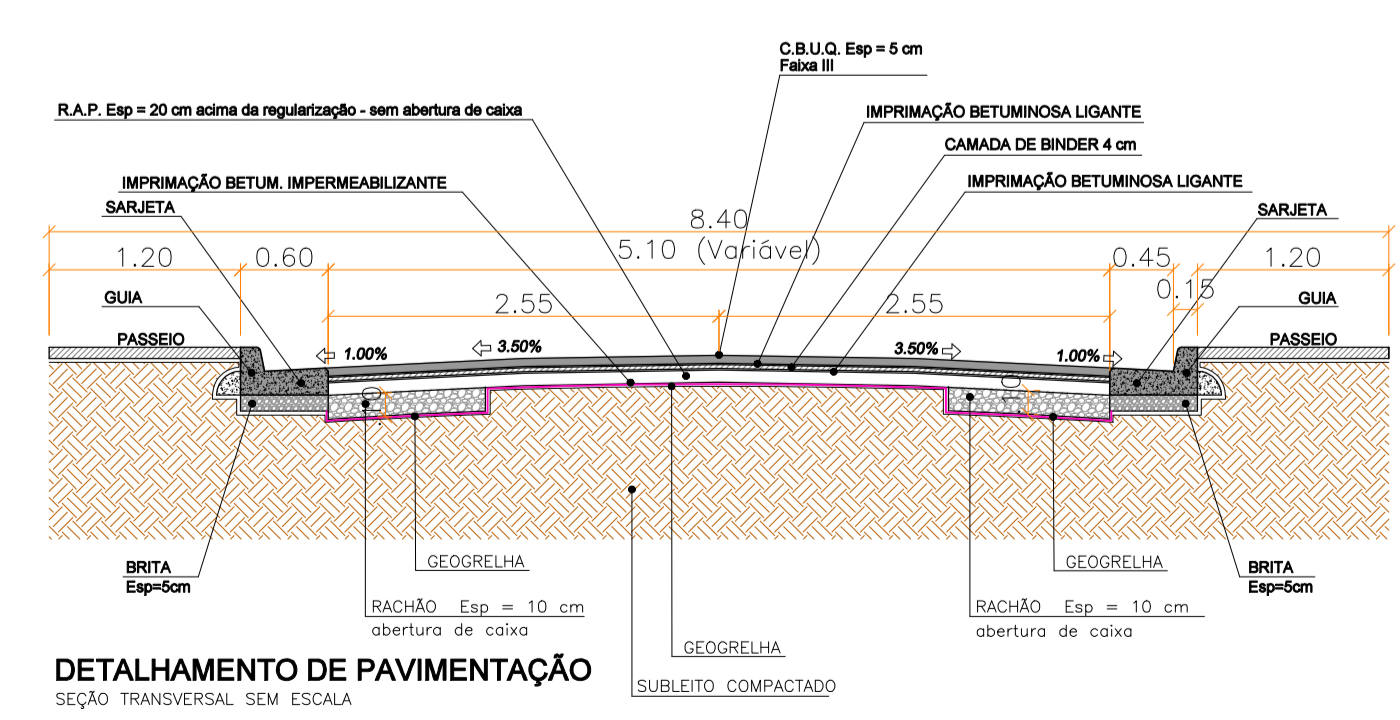 C.B.U.Q. Esp = 5 cm
Faixa III
R.A.P. Esp = 20 cm acima da regularização - sem abertura de caixa
IMPRIMAÇÃO BETUMINOSA LIGANTE
CAMADA DE BINDER 4 cm
IMPRIMAÇÃO BETUM. IMPERMEABILIZANTE
IMPRIMAÇÃO BETUMINOSA LIGANTE
SARJETA
SARJETA
8.40
5.10 (Variável)
1.20
0.60
0.45
1.20
0.15
2.55
2.55
GUIA
GUIA
PASSEIO
PASSEIO
1.00%
3.50%
3.50%
1.00%
.10
.10
BRITA
Esp=5cm
GEOGRELHA
GEOGRELHA
BRITA
Esp=5cm
RACHÃO Esp = 10 cm
abertura de caixa
RACHÃO Esp = 10 cm
abertura de caixa
GEOGRELHA
SUBLEITO COMPACTADO
DETALHAMENTO DE PAVIMENTAÇÃO
SEÇÃO TRANSVERSAL SEM ESCALA